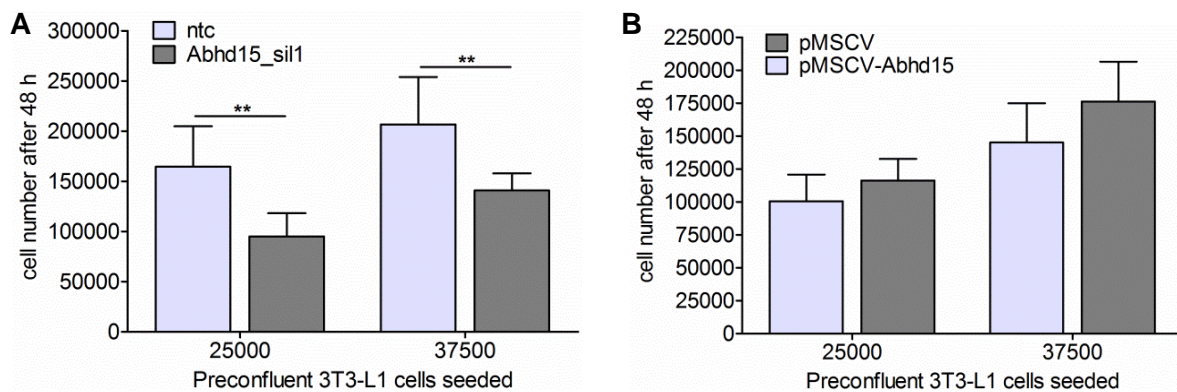 A
cell number after 48 h
300000
250000
200000
150000
100000
50000
0
ntc
Abhd15_sil1
**
**
25000
37500
Preconfluent 3T3-L1 cells seeded
B
cell number after 48 h
225000
200000
175000
150000
125000
100000
75000
50000
25000
0
pMSCV
pMSCV-Abhd15
25000
37500
Preconfluent 3T3-L1 cells seeded